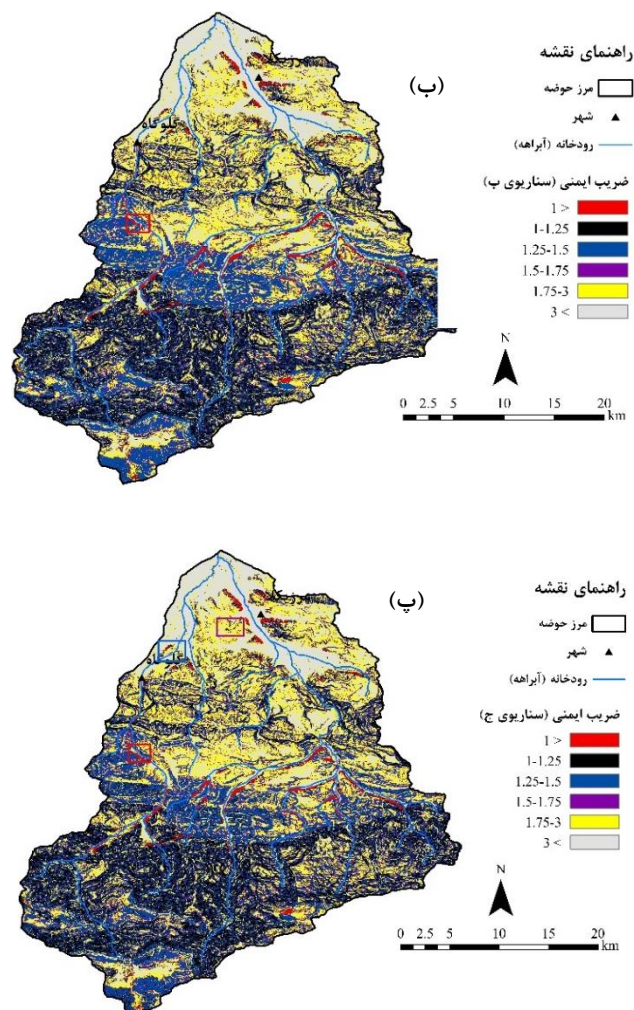 (ب)
گلوگاه
راهنمای نقشه
مرز حوضه
شهر
رودخانه (آبراهه)
ضریب ایمنی (سناریوی ب)
1 >
1-1.25
1.25-1.5
1.5-1.75
1.75-3
3 <
N
0 2.5 5 10 15 20
km
(پ)
راهنمای نقشه
مرز حوضه
شهر
رودخانه (آبراهه)
ضریب ایمنی (سناریوی ج)
1 >
1-1.25
1.25-1.5
1.5-1.75
1.75-3
3 <
N
0 2.5 5 10 15 20
km